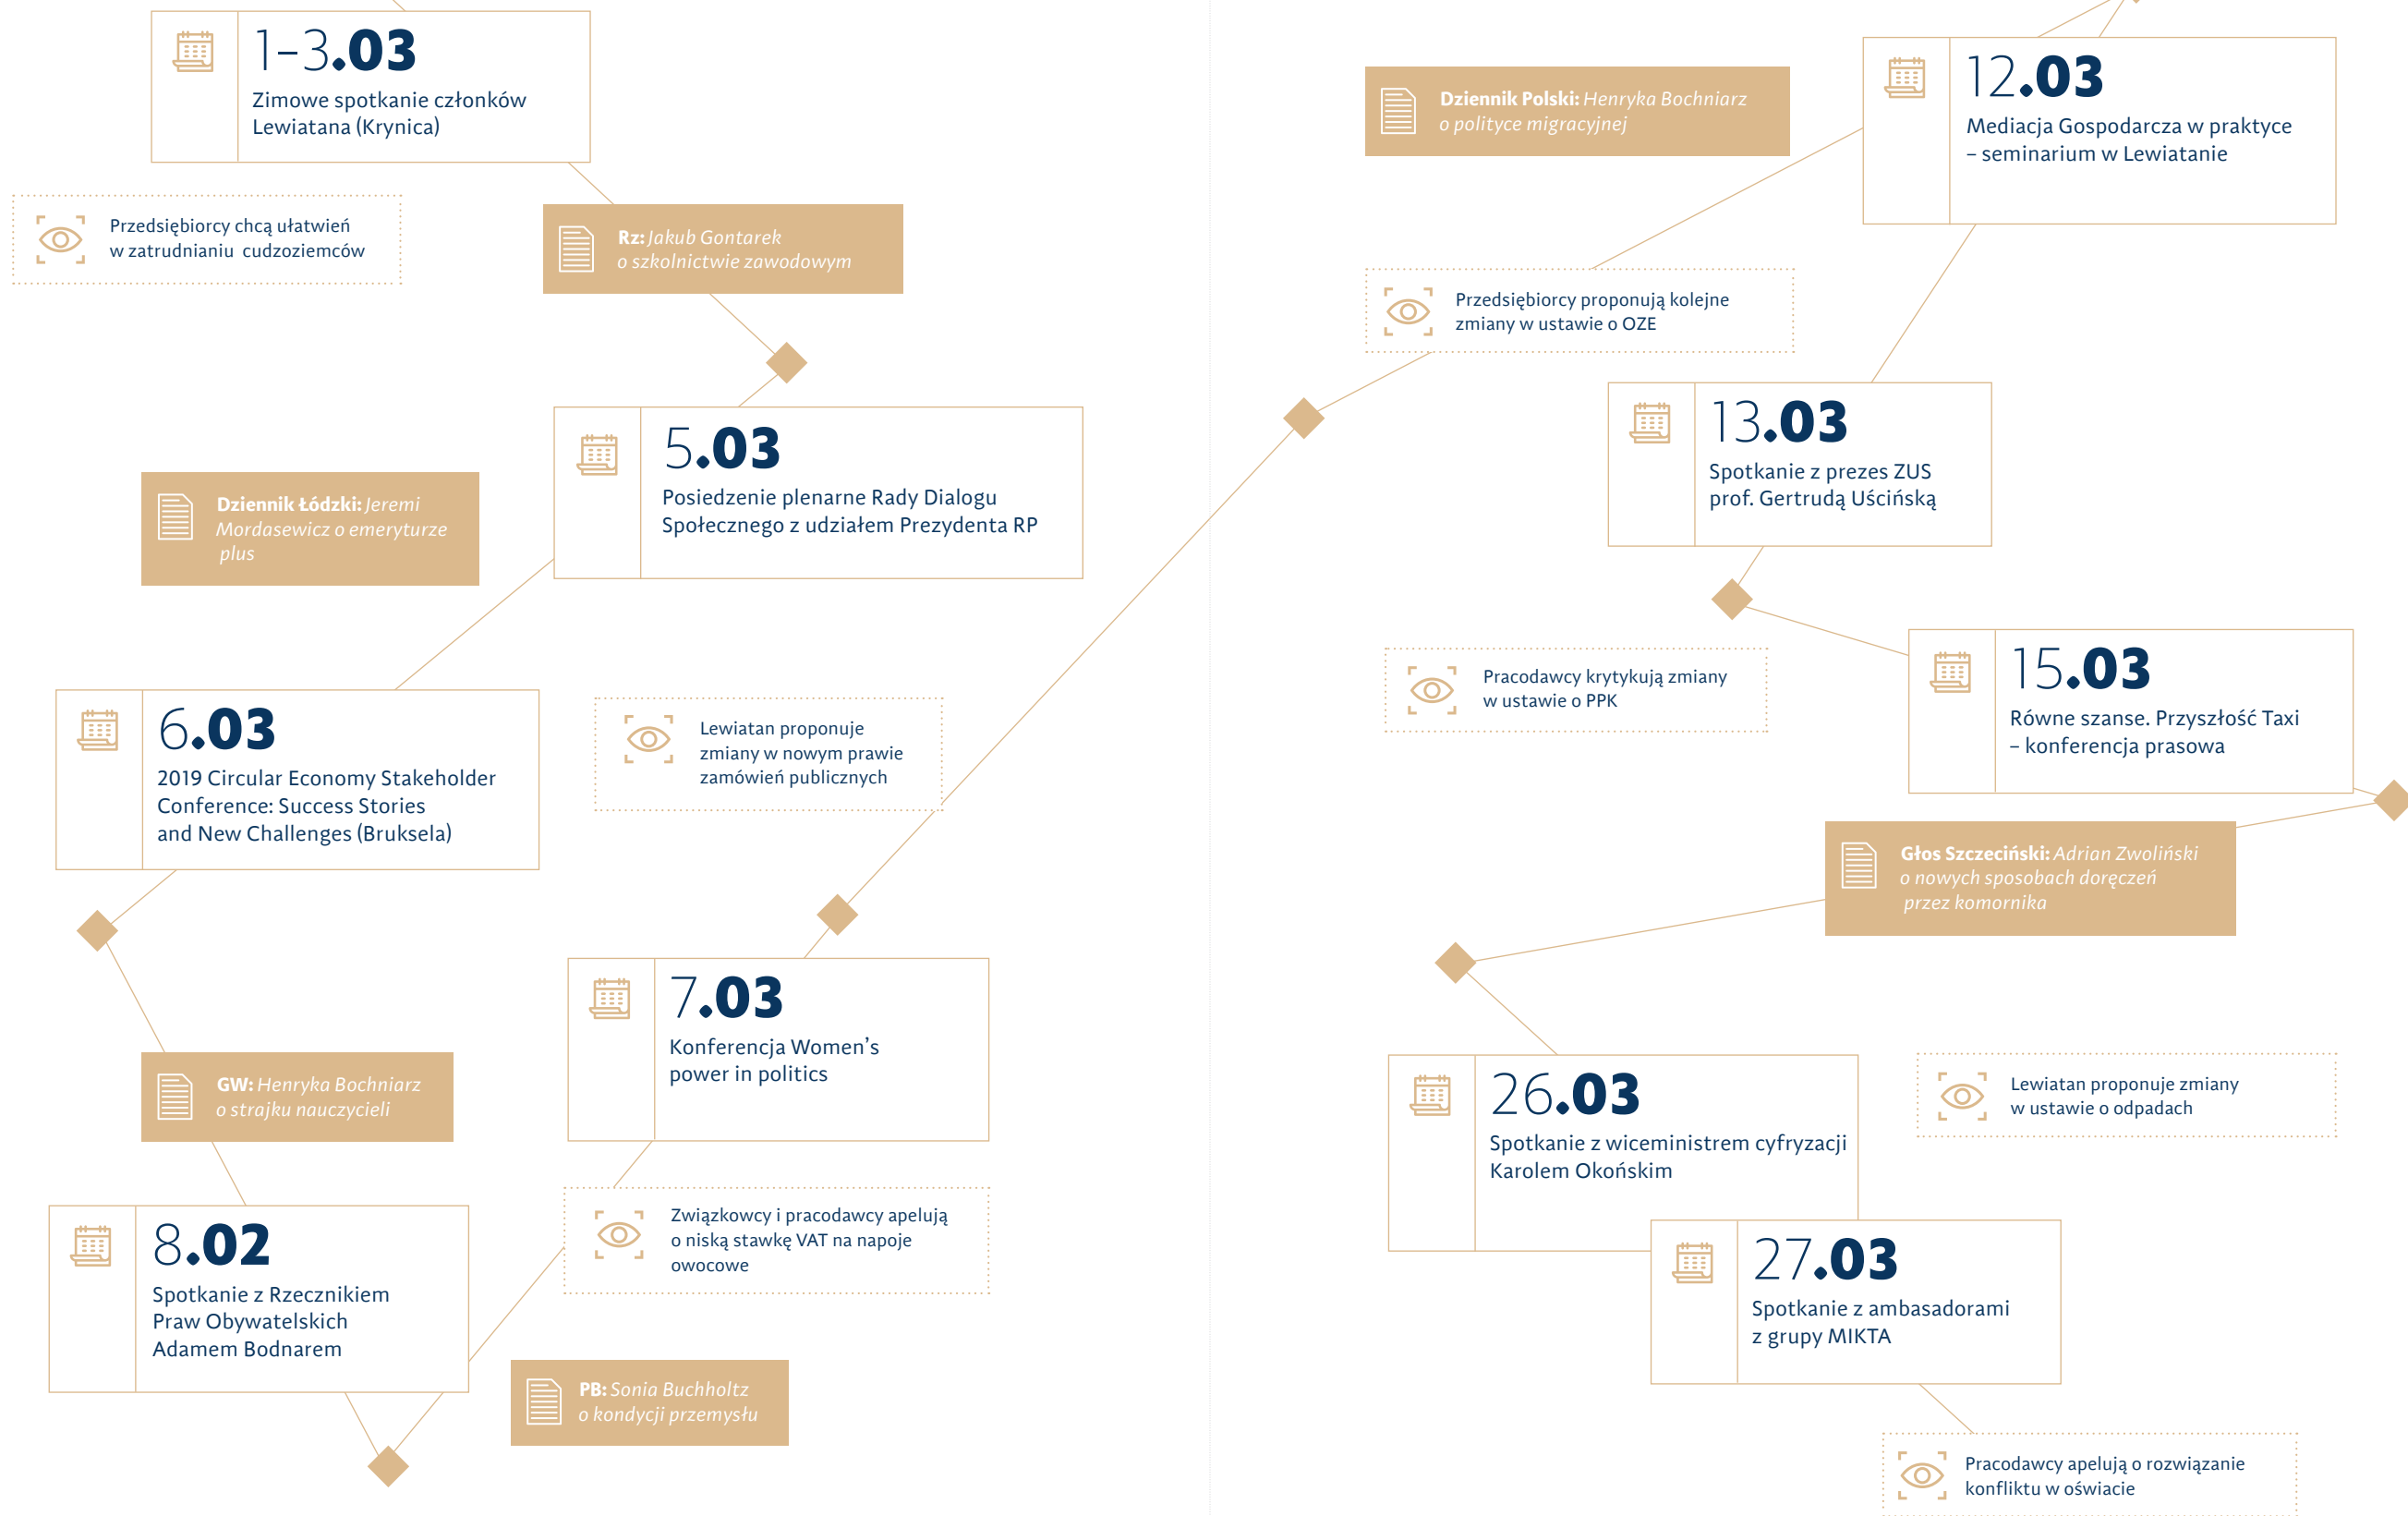 1–3.03
Zimowe spotkanie członków
Lewiatana (Krynica)
Przedsiębiorcy chcą ułatwień
w zatrudnianiu cudzoziemców
Rz: Jakub Gontarek
o szkolnictwie zawodowym
5.03
Posiedzenie plenarne Rady Dialogu
Społecznego z udziałem Prezydenta RP
Dziennik Łódzki: Jeremi
Mordasewicz o emeryturze
plus
6.03
2019 Circular Economy Stakeholder
Conference: Success Stories
and New Challenges (Bruksela)
Lewiatan proponuje
zmiany w nowym prawie
zamówień publicznych
7.03
Konferencja Women’s
power in politics
GW: Henryka Bochniarz
o strajku nauczycieli
8.02
Spotkanie z Rzecznikiem
Praw Obywatelskich
Adamem Bodnarem
Związkowcy i pracodawcy apelują
o niską stawkę VAT na napoje
owocowe
PB: Sonia Buchholtz
o kondycji przemysłu
Dziennik Polski: Henryka Bochniarz
o polityce migracyjnej
12.03
Mediacja Gospodarcza w praktyce
– seminarium w Lewiatanie
Przedsiębiorcy proponują kolejne
zmiany w ustawie o OZE
13.03
Spotkanie z prezes ZUS
prof. Gertrudą Uścińską
Pracodawcy krytykują zmiany
w ustawie o PPK
15.03
Równe szanse. Przyszłość Taxi
– konferencja prasowa
Głos Szczeciński: Adrian Zwoliński
o nowych sposobach doręczeń
przez komornika
26.03
Spotkanie z wiceministrem cyfryzacji
Karolem Okońskim
Lewiatan proponuje zmiany
w ustawie o odpadach
27.03
Spotkanie z ambasadorami
z grupy MIKTA
Pracodawcy apelują o rozwiązanie
konfliktu w oświacie